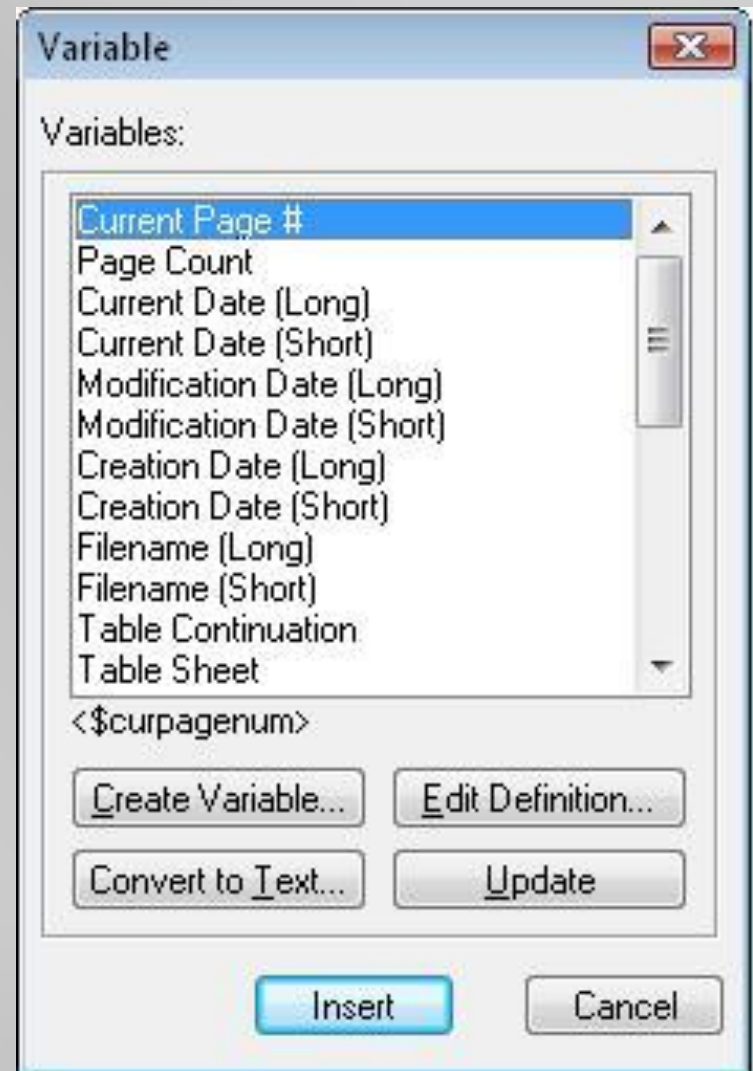 Variable
Variables:
Current Page #
Page Count
Current Date (Long)
Current Date (Short)
Modification Date (Long)
Modification Date (Short)
Creation Date (Long)
Creation Date (Short)
Filename (Long)
Filename (Short)
Table Continuation
Table Sheet
<$curpagenum>
Create Variable... Edit Definition...
Convert to Text... Update
Insert Cancel